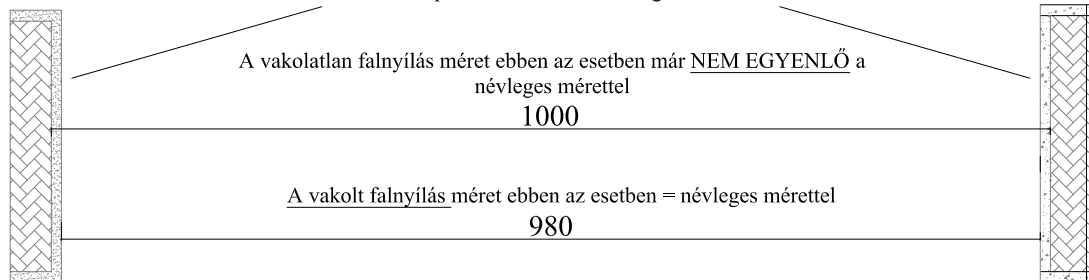 A vakolatlan falnyílás méret ebben az esetben már NEM EGYENLŐ a
névleges mérettel
1000
A vakolt falnyílás méret ebben az esetben = névleges mérettel
980